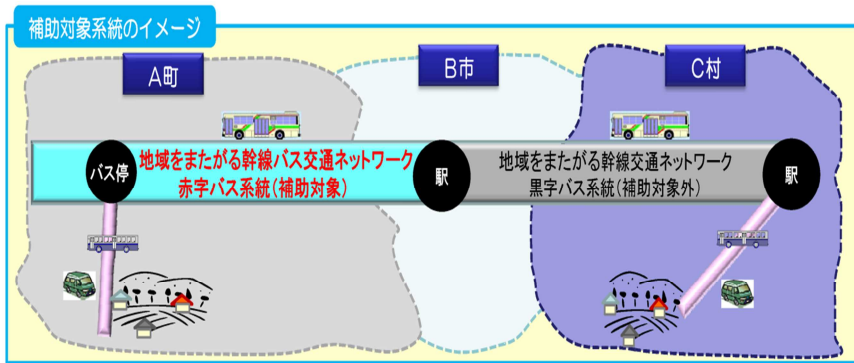 補助対象系統のイメージ
A町
B市
C村
バス停
地域をまたがる幹線バス交通ネットワーク
赤字バス系統(補助対象)
駅
地域をまたがる幹線交通ネットワーク
黒字バス系統(補助対象外)
駅